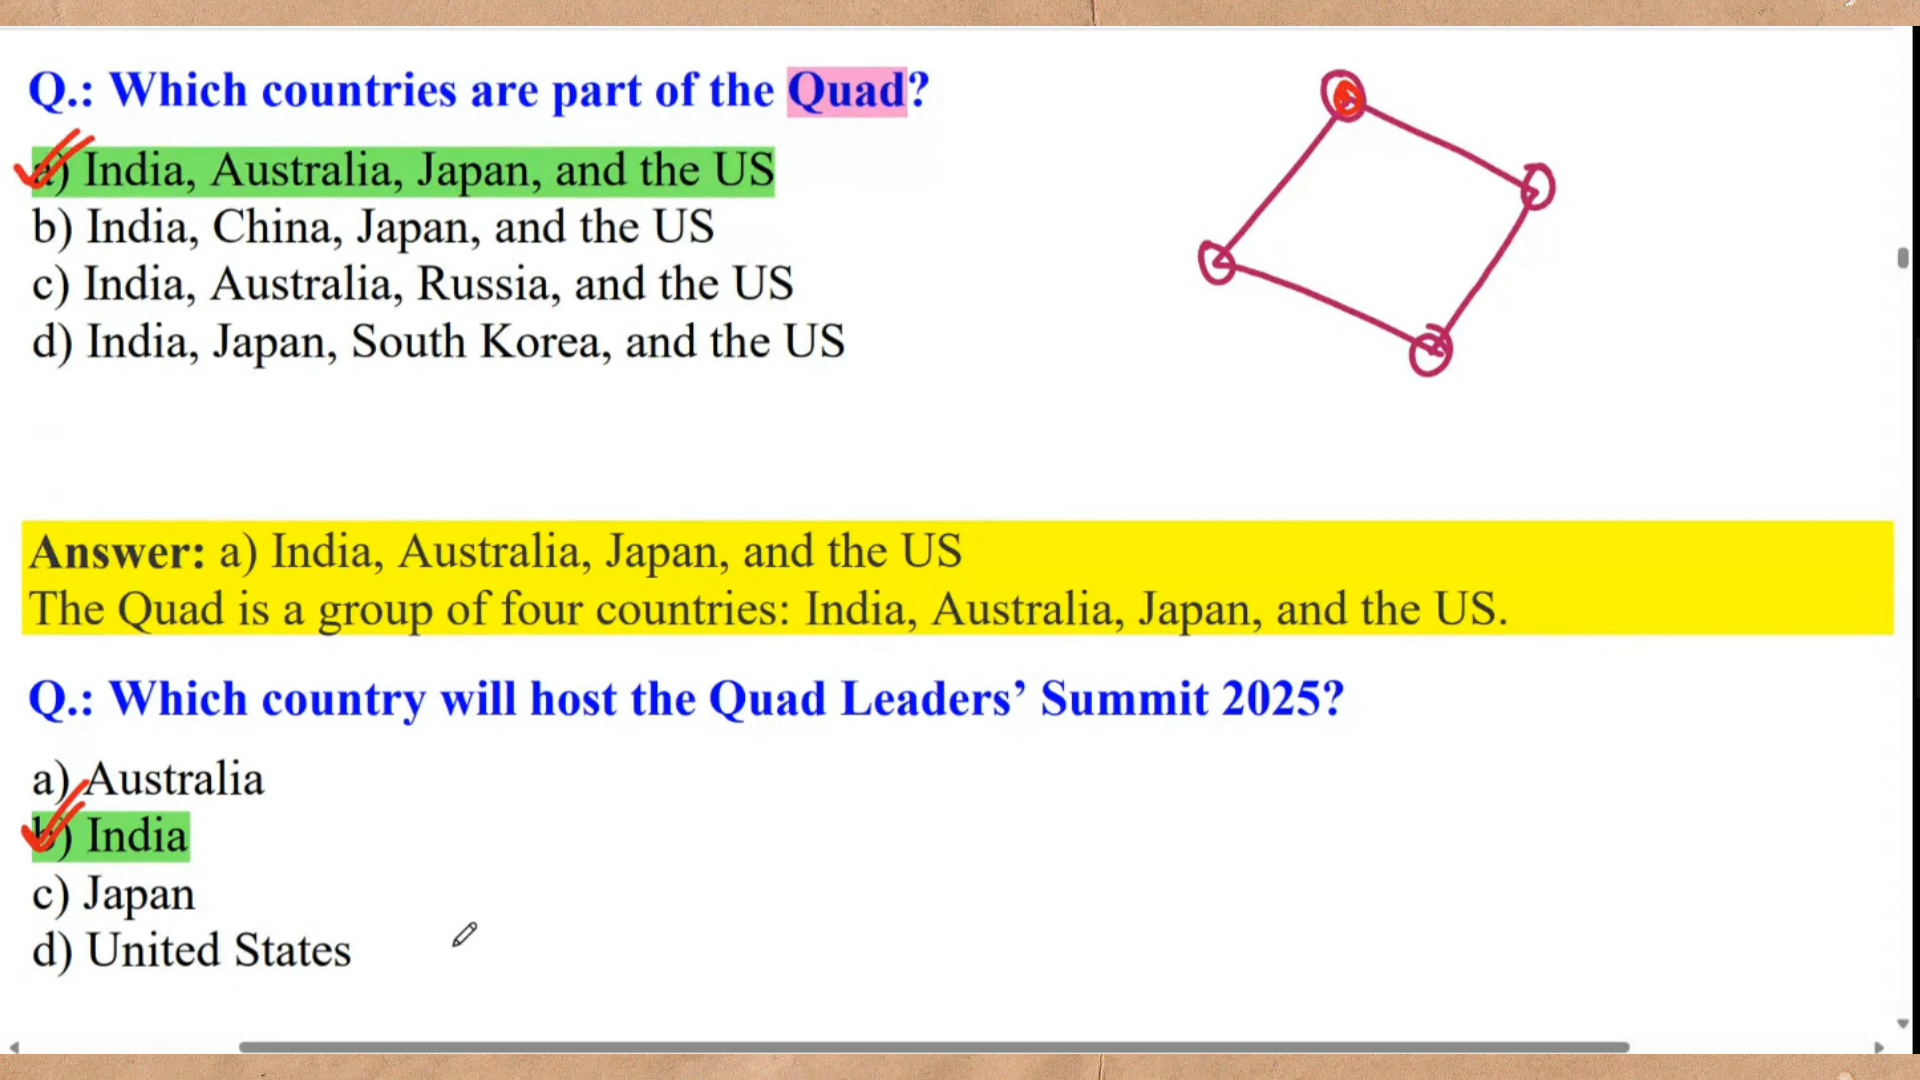 Q.: Which countries are part of the Quad?
a) India, Australia, Japan, and the US
b) India, China, Japan, and the US
c) India, Australia, Russia, and the US
d) India, Japan, South Korea, and the US
Answer: a) India, Australia, Japan, and the US
The Quad is a group of four countries: India, Australia, Japan, and the US.
Q.: Which country will host the Quad Leaders’ Summit 2025?
a) Australia
b) India
c) Japan
d) United States